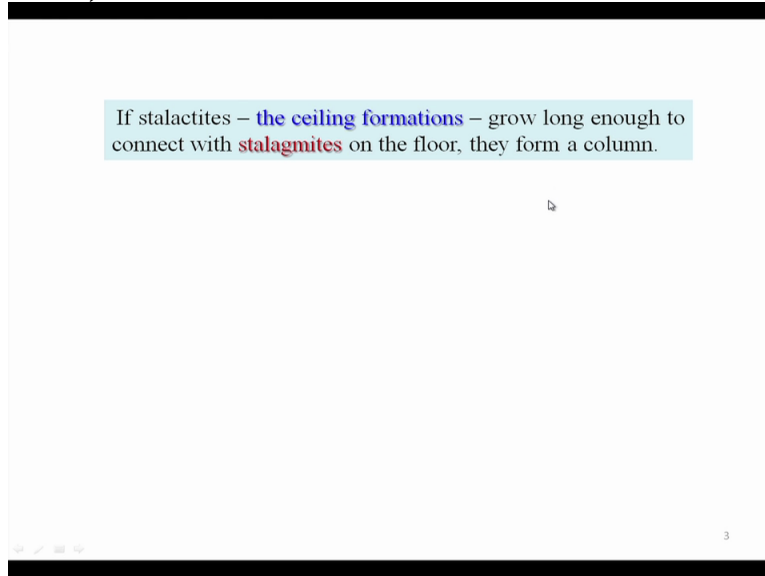 If stalactites – the ceiling formations – grow long enough to
connect with stalagmites on the floor, they form a column.
3